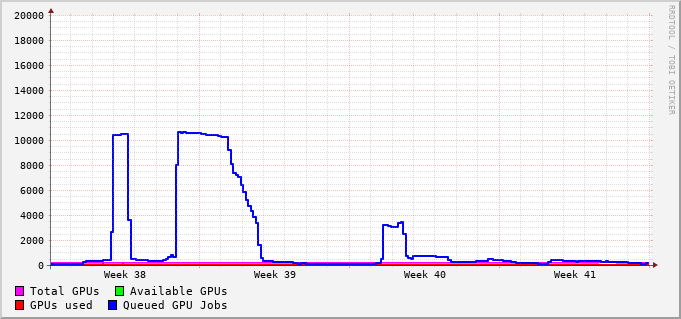 20000
18000
16000
14000
12000
10000
8000
6000
4000
2000
0
Week 38 Week 39 Week 40 Week 41
Total GPUs Available GPUs
GPUs used Queued GPU Jobs
RRDTOOL / TOBI OETIKER